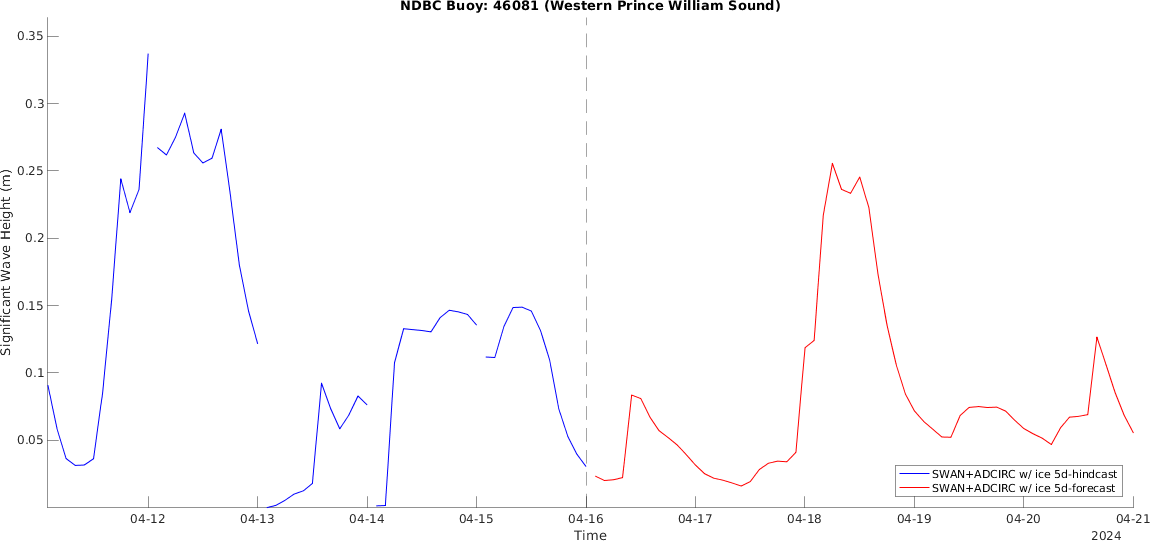 NDBC Buoy: 46081 (Western Prince William Sound)
0.35
0.3
0.25
0.2
0.15
0.1
0.05
Significant Wave Height (m)
SWAN+ADCIRC w/ ice 5d-hindcast
SWAN+ADCIRC w/ ice 5d-forecast
04-12 04-13 04-14 04-15 04-16 04-17 04-18 04-19 04-20 04-21
Time
2024